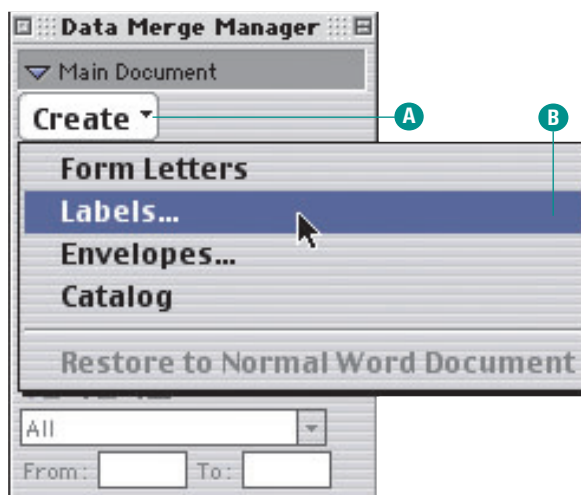 Data Merge Manager
Main Document
Create
A
B
Form Letters
Labels...
Envelopes...
Catalog
Restore to Normal Word Document
All
From: To: